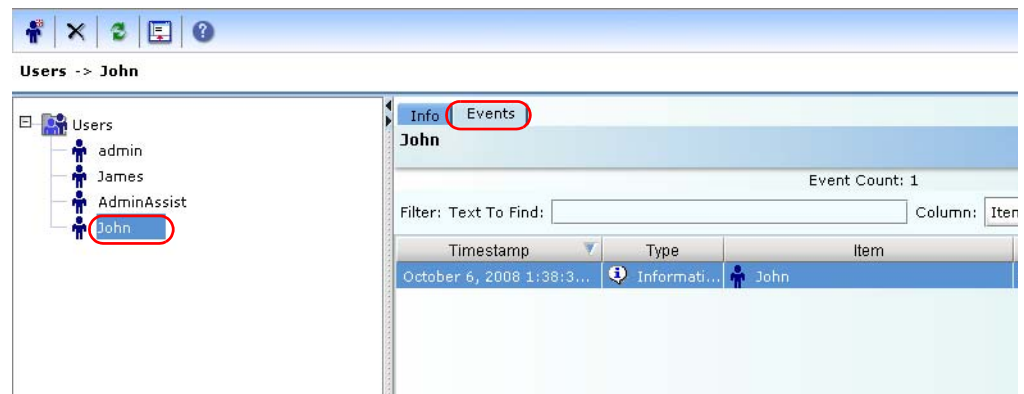 Users -> John
Users
admin
James
AdminAssist
John
Info Events
John
Event Count: 1
Filter: Text To Find: Column: Iten
Timestamp Type Item
October 6, 2008 1:38:3... Informati... John